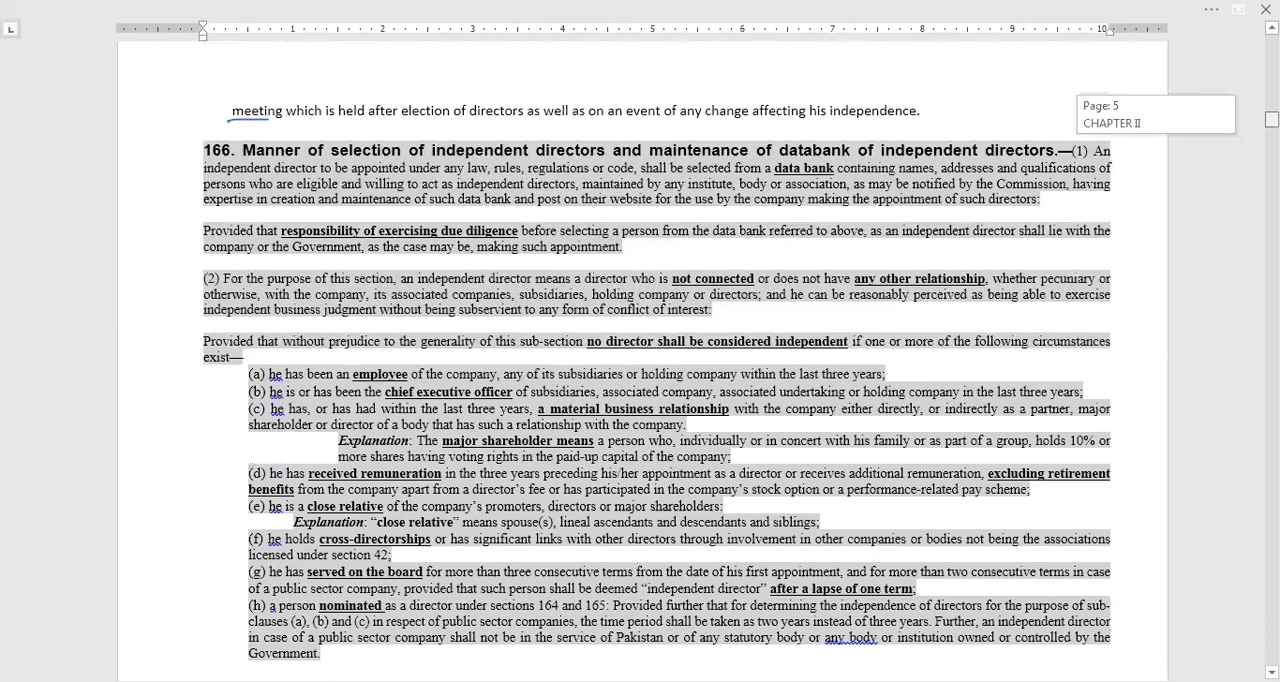 1 2 3 4 5 6 7 8 9 10
Page: 5
CHAPTER II
meeting which is held after election of directors as well as on an event of any change affecting his independence.
166. Manner of selection of independent directors and maintenance of databank of independent directors.—(1) An
independent director to be appointed under any law, rules, regulations or code, shall be selected from a data bank containing names, addresses and qualifications of
persons who are eligible and willing to act as independent directors, maintained by any institute, body or association, as may be notified by the Commission, having
expertise in creation and maintenance of such data bank and post on their website for the use by the company making the appointment of such directors:
Provided that responsibility of exercising due diligence before selecting a person from the data bank referred to above, as an independent director shall lie with the
company or the Government, as the case may be, making such appointment.
(2) For the purpose of this section, an independent director means a director who is not connected or does not have any other relationship, whether pecuniary or
otherwise, with the company, its associated companies, subsidiaries, holding company or directors; and he can be reasonably perceived as being able to exercise
independent business judgment without being subservient to any form of conflict of interest:
Provided that without prejudice to the generality of this sub-section no director shall be considered independent if one or more of the following circumstances
exist—
(a) he has been an employee of the company, any of its subsidiaries or holding company within the last three years;
(b) he is or has been the chief executive officer of subsidiaries, associated company, associated undertaking or holding company in the last three years;
(c) he has, or has had within the last three years, a material business relationship with the company either directly, or indirectly as a partner, major
shareholder or director of a body that has such a relationship with the company.
Explanation: The major shareholder means a person who, individually or in concert with his family or as part of a group, holds 10% or
more shares having voting rights in the paid-up capital of the company;
(d) he has received remuneration in the three years preceding his/her appointment as a director or receives additional remuneration, excluding retirement
benefits from the company apart from a director's fee or has participated in the company's stock option or a performance-related pay scheme;
(e) he is a close relative of the company's promoters, directors or major shareholders:
Explanation: "close relative" means spouse(s), lineal ascendants and descendants and siblings;
(f) he holds cross-directorships or has significant links with other directors through involvement in other companies or bodies not being the associations
licensed under section 42;
(g) he has served on the board for more than three consecutive terms from the date of his first appointment, and for more than two consecutive terms in case
of a public sector company, provided that such person shall be deemed "independent director" after a lapse of one term;
(h) a person nominated as a director under sections 164 and 165: Provided further that for determining the independence of directors for the purpose of sub-
clauses (a), (b) and (c) in respect of public sector companies, the time period shall be taken as two years instead of three years. Further, an independent director
in case of a public sector company shall not be in the service of Pakistan or of any statutory body or any body or institution owned or controlled by the
Government.